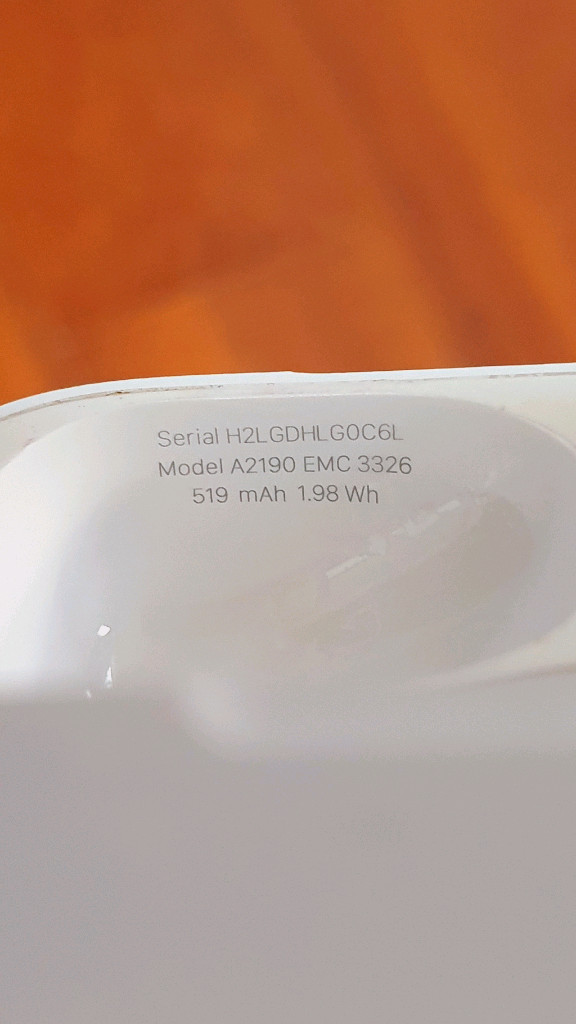 Serial H2LGDHLG0C6L
Model A2190 EMC 3326
519 mAh 1.98 Wh